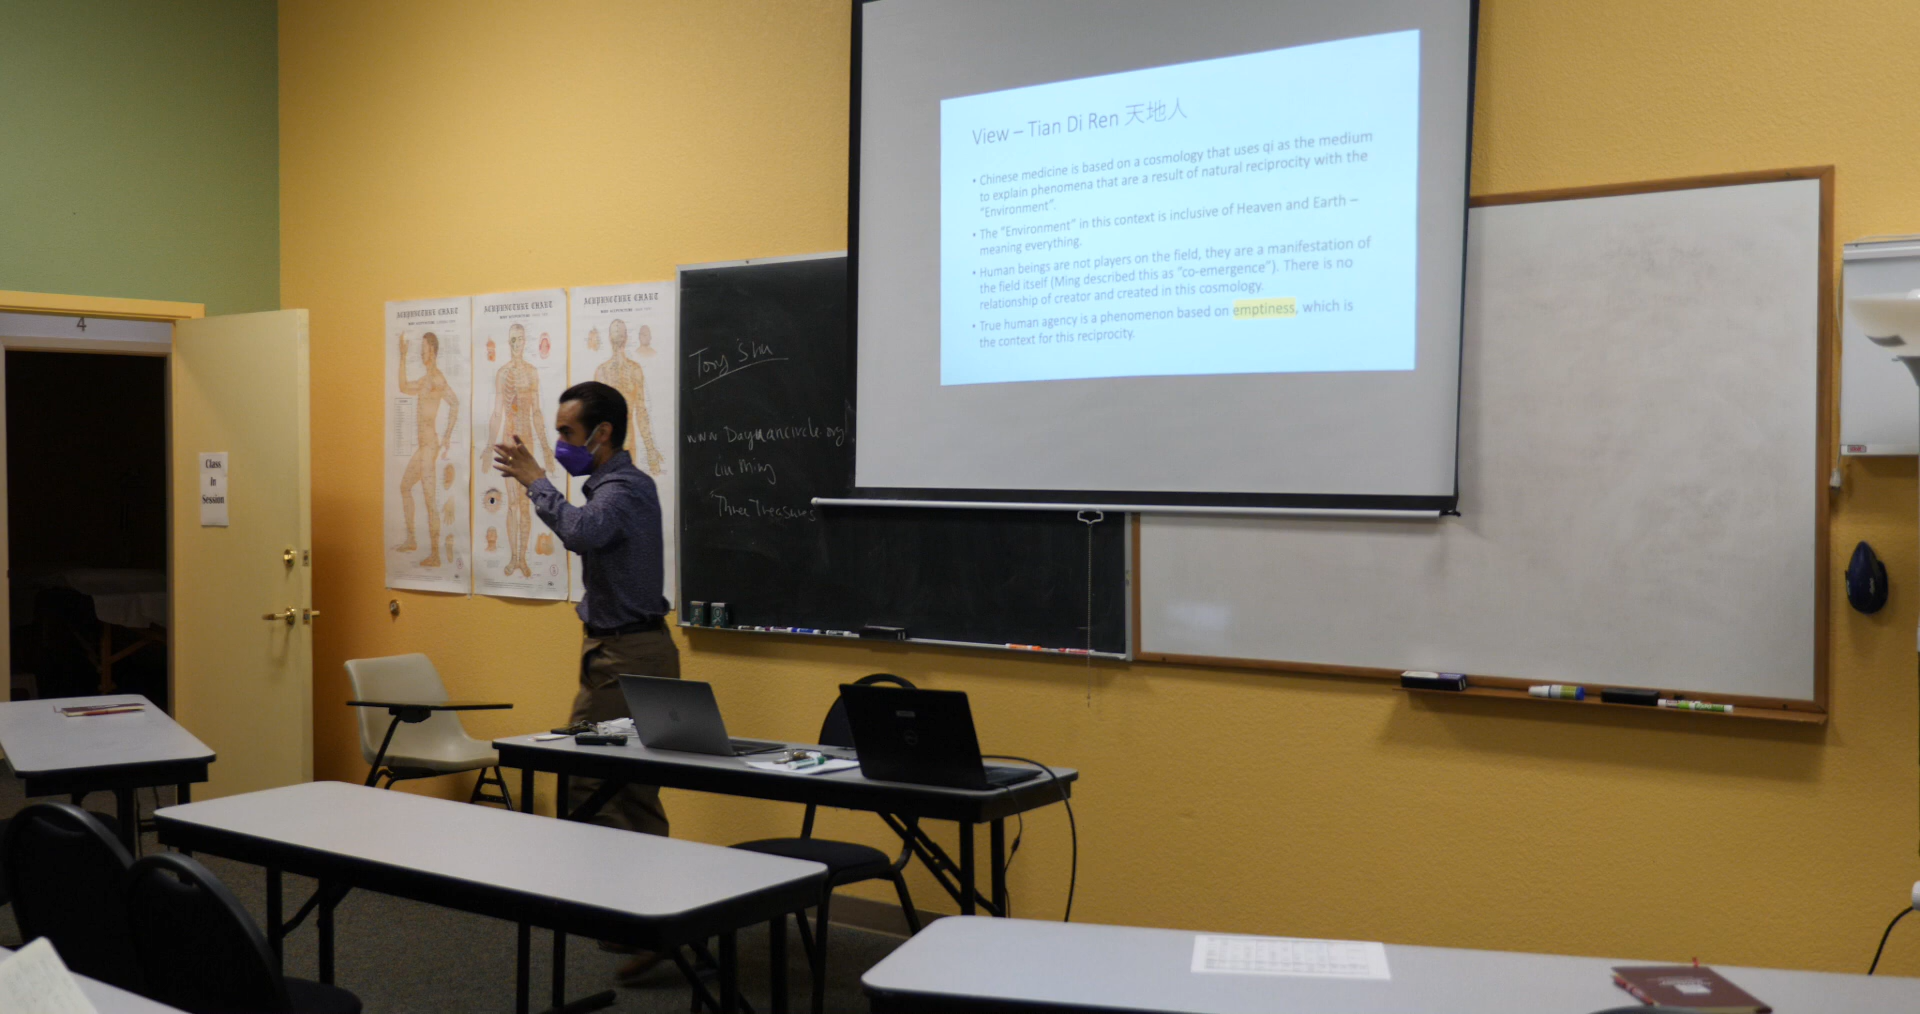 4
Class
In
Session
ACUPUNCTURE CHART
ACUPUNCTURE CHART
ACUPUNCTURE CHART
Tong Shu
www.Dayuancircle.org
Liu Ming
Three Treasures
View – Tian Di Ren 天地人
• Chinese medicine is based on a cosmology that uses qi as the medium
to explain phenomena that are a result of natural reciprocity with the
"Environment".
• The "Environment" in this context is inclusive of Heaven and Earth –
meaning everything.
• Human beings are not players on the field, they are a manifestation of
the field itself (Ming described this as "co-emergence"). There is no
relationship of creator and created in this cosmology.
• True human agency is a phenomenon based on emptiness, which is
the context for this reciprocity.